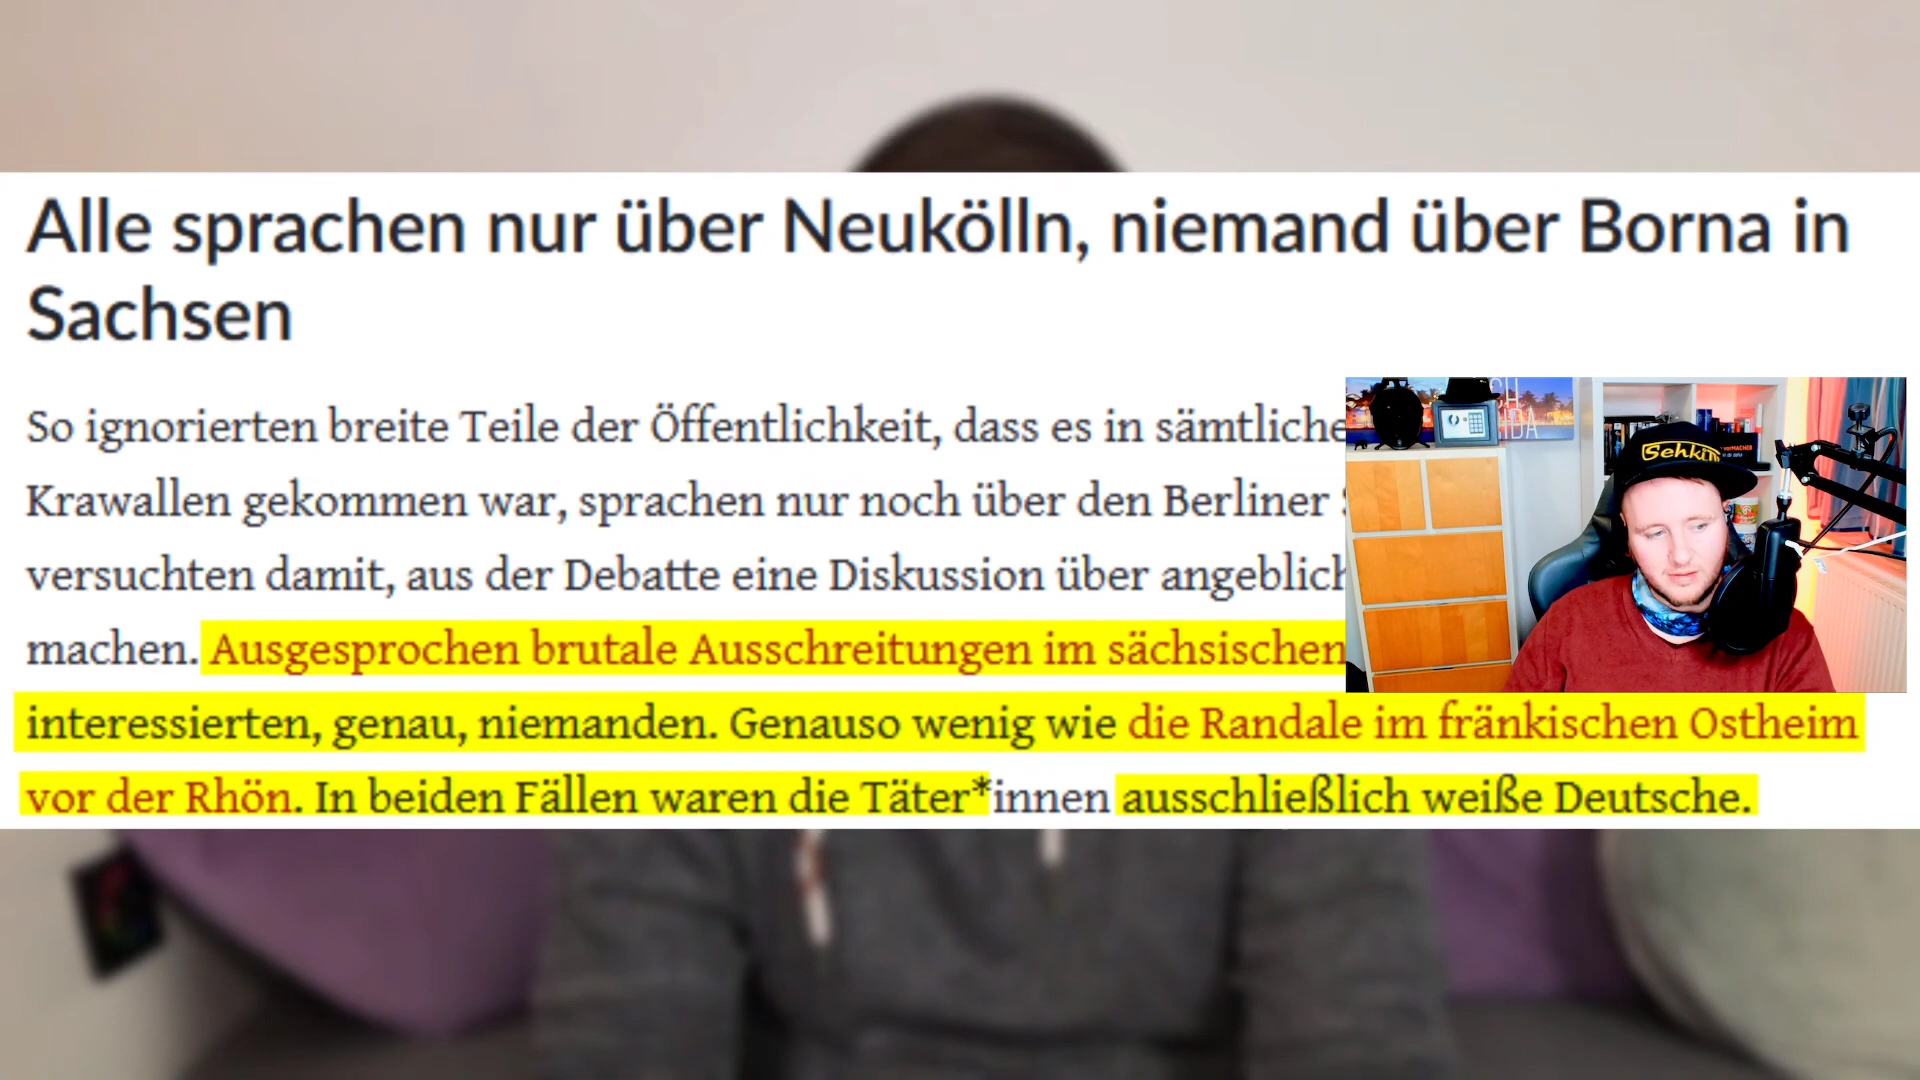 Alle sprachen nur über Neukölln, niemand über Borna in
Sachsen
So ignorierten breite Teile der Öffentlichkeit, dass es in sämtliche
Krawallen gekommen war, sprachen nur noch über den Berliner
versuchten damit, aus der Debatte eine Diskussion über angeblich
machen. Ausgesprochen brutale Ausschreitungen im sächsischen
interessierten, genau, niemanden. Genauso wenig wie die Randale im fränkischen Ostheim
vor der Rhön. In beiden Fällen waren die Täter*innen ausschließlich weiße Deutsche.